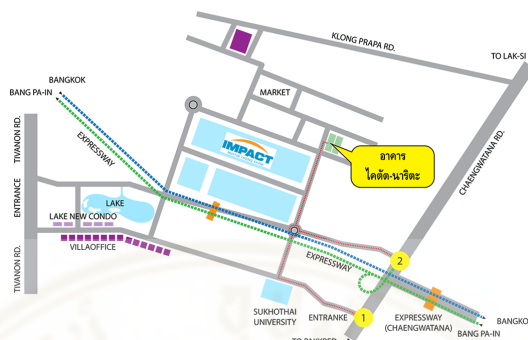 KLONG PRAPA RD.
TO LAK-SI
MARKET
BANGKOK
BANG PA-IN
EXPRESSWAY
TIVANON RD.
ENTRANCE
TIVANON RD.
IMPACT
อาคาร
ไคตัค-นาริตะ
CHAENGWATANA RD.
LAKE
LAKE NEW CONDO
VILLAOFFICE
EXPRESSWAY
2
SUKHOTHAI
UNIVERSITY
ENTRANKE
1
EXPRESSWAY
(CHAENGWATANA)
BANGKO
BANG PA-IN